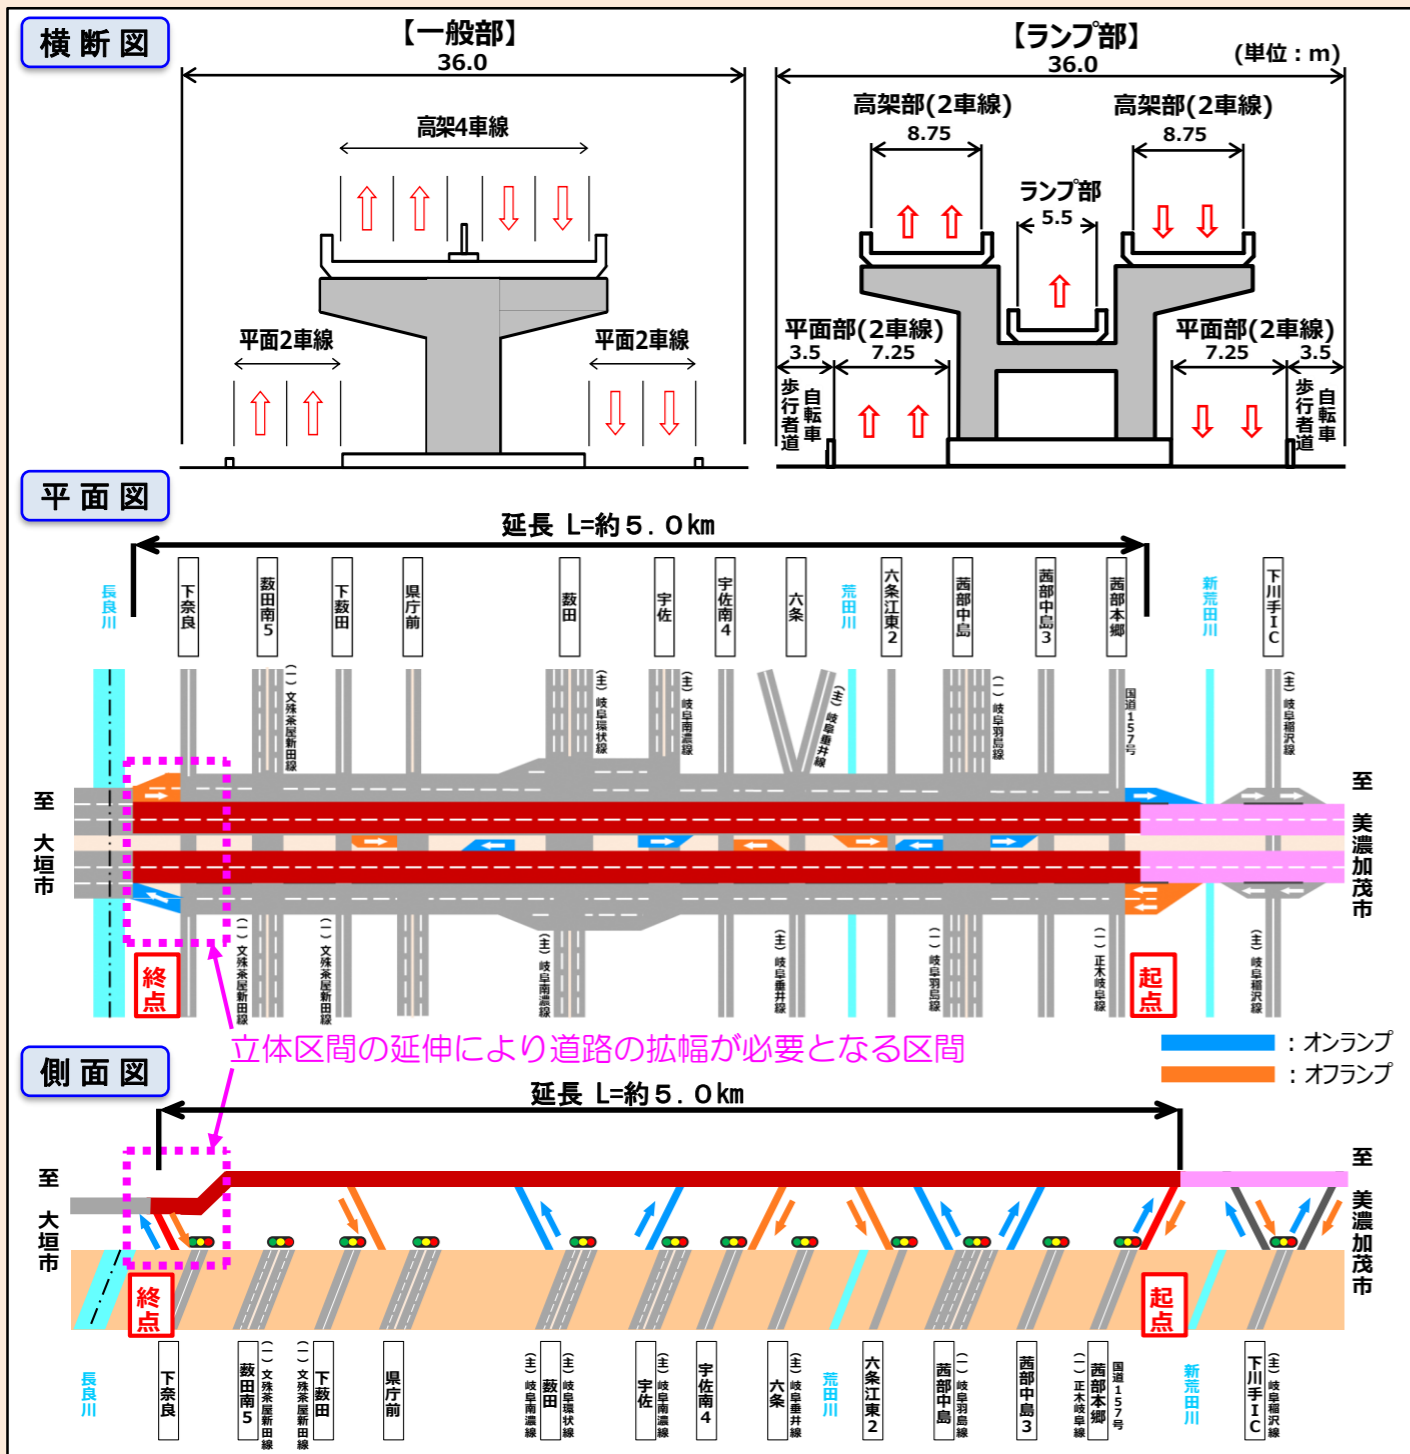 横断図
【一般部】
36.0
高架4車線
平面2車線
平面2車線
【ランプ部】
(単位：m)
36.0
高架部(2車線)
8.75
高架部(2車線)
8.75
ランプ部
5.5
平面部(2車線)
3.5
7.25
平面部(2車線)
7.25
3.5
自転車
歩行者道
自転車
歩行者道
平面図
延長 L=約５．０km
長良川
下奈良
薮田南5
下薮田
県庁前
薮田
宇佐
宇佐南4
六条
荒田川
六条江東2
茜部中島
茜部中島3
茜部本郷
新荒田川
下川手IC
(一)文殊茶屋新田線
(主)岐阜環状線
(主)岐阜南濃線
(主)岐阜垂井線
(一)岐阜羽島線
国道157号
(主)岐阜稲沢線
至 大垣市
至 美濃加茂市
(一)文殊茶屋新田線
(一)文殊茶屋新田線
(主)岐阜南濃線
(主)岐阜垂井線
(一)岐阜羽島線
(一)正木岐阜線
(主)岐阜稲沢線
終点
起点
立体区間の延伸により道路の拡幅が必要となる区間
：オンランプ
：オフランプ
側面図
延長 L=約５．０km
至 大垣市
至 美濃加茂市
終点
起点
長良川
下奈良
薮田南5
(一)文殊茶屋新田線
(一)文殊茶屋新田線
下薮田
県庁前
(主)岐阜南濃線
薮田
(主)岐阜環状線
宇佐
(主)岐阜南濃線
宇佐南4
六条
(主)岐阜垂井線
荒田川
六条江東2
茜部中島
(一)岐阜羽島線
茜部中島3
(一)正木岐阜線
茜部本郷
国道157号
新荒田川
下川手IC
(主)岐阜稲沢線